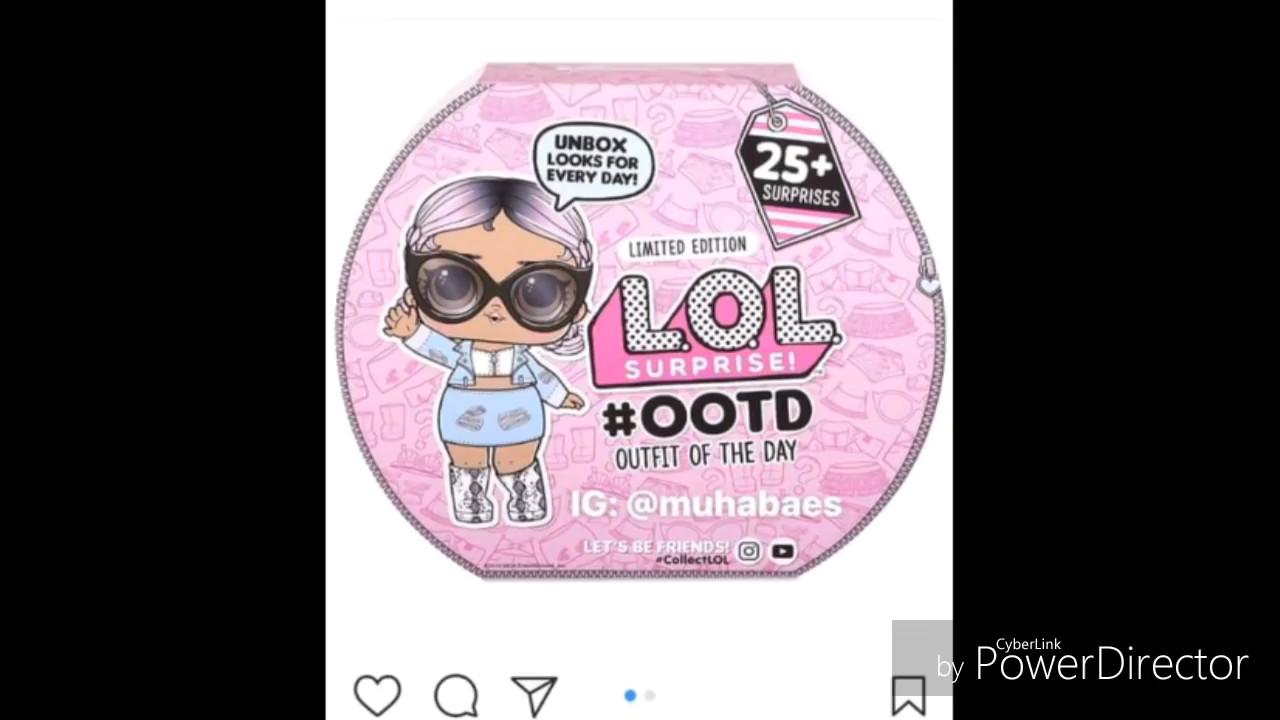 UNBOX
LOOKS FOR
EVERY DAY!
25+
SURPRISES
LIMITED EDITION
L.O.L.
SURPRISE!
#OOTD
OUTFIT OF THE DAY
IG: @muhabaes
LET'S BE FRIENDS!
#CollectLOL
CyberLink
by PowerDirector